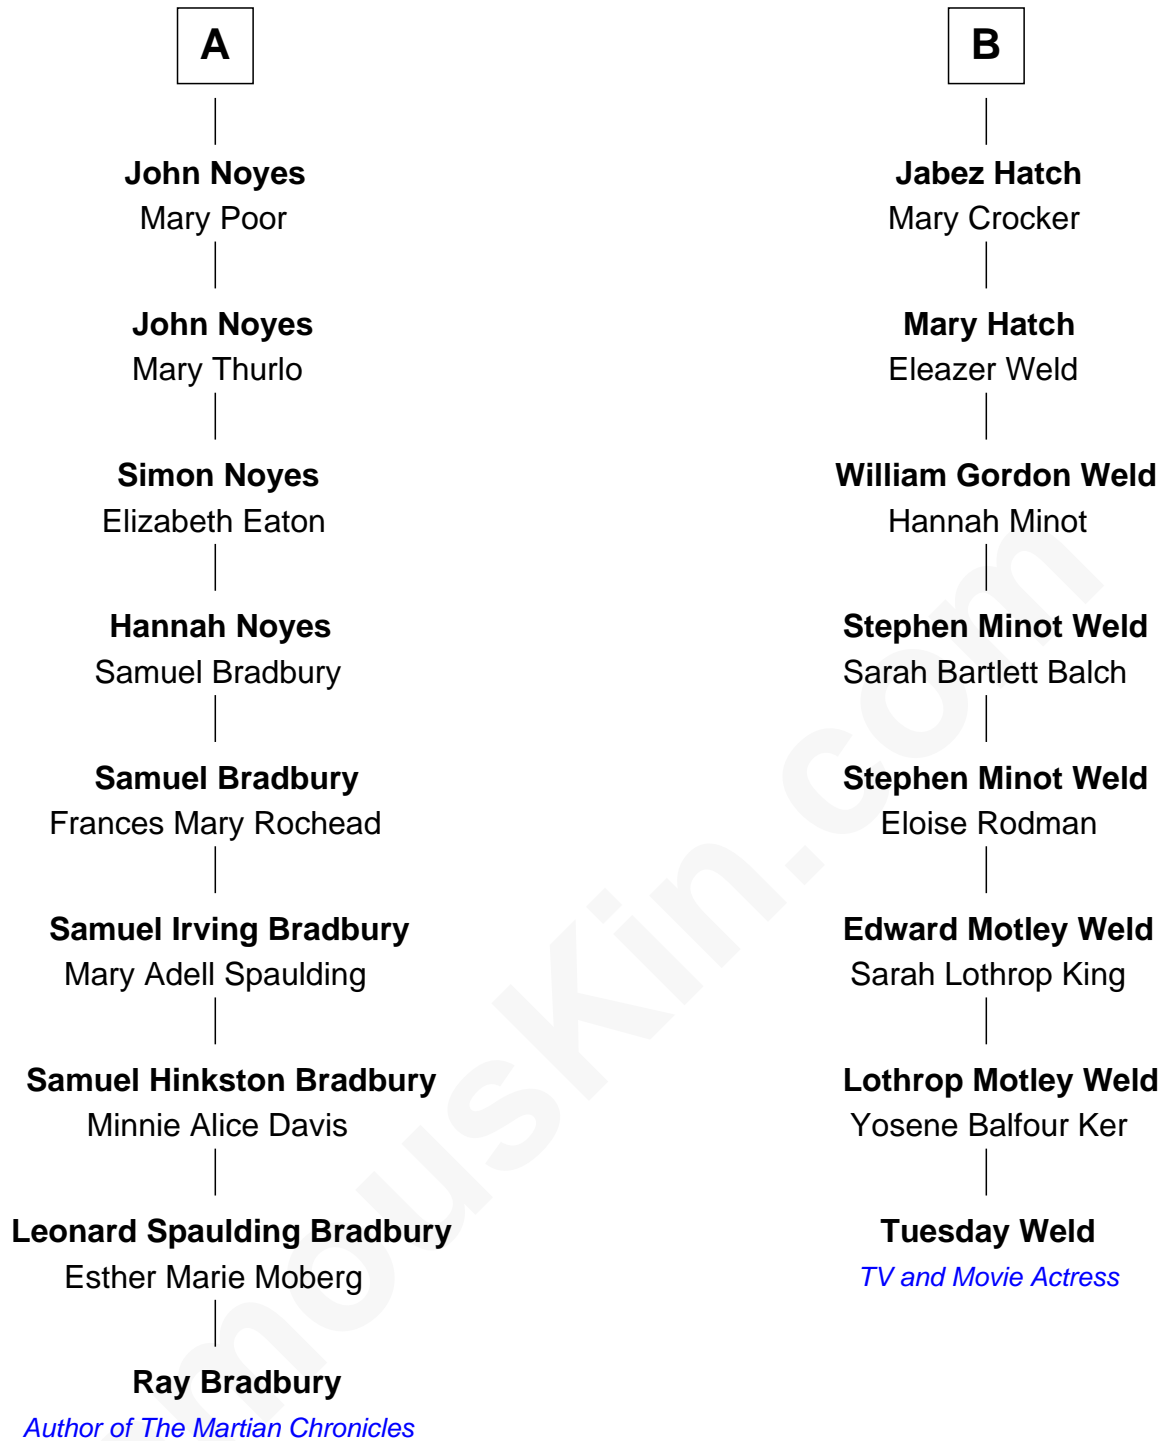 A
John Noyes
Mary Poor
John Noyes
Mary Thurlo
Simon Noyes
Elizabeth Eaton
Hannah Noyes
Samuel Bradbury
Samuel Bradbury
Frances Mary Rochead
Samuel Irving Bradbury
Mary Adell Spaulding
Samuel Hinkston Bradbury
Minnie Alice Davis
Leonard Spaulding Bradbury
Esther Marie Moberg
Ray Bradbury
Author of The Martian Chronicles
B
Jabez Hatch
Mary Crocker
Mary Hatch
Eleazer Weld
William Gordon Weld
Hannah Minot
Stephen Minot Weld
Sarah Bartlett Balch
Stephen Minot Weld
Eloise Rodman
Edward Motley Weld
Sarah Lothrop King
Lothrop Motley Weld
Yosene Balfour Ker
Tuesday Weld
TV and Movie Actress
mousKin.com